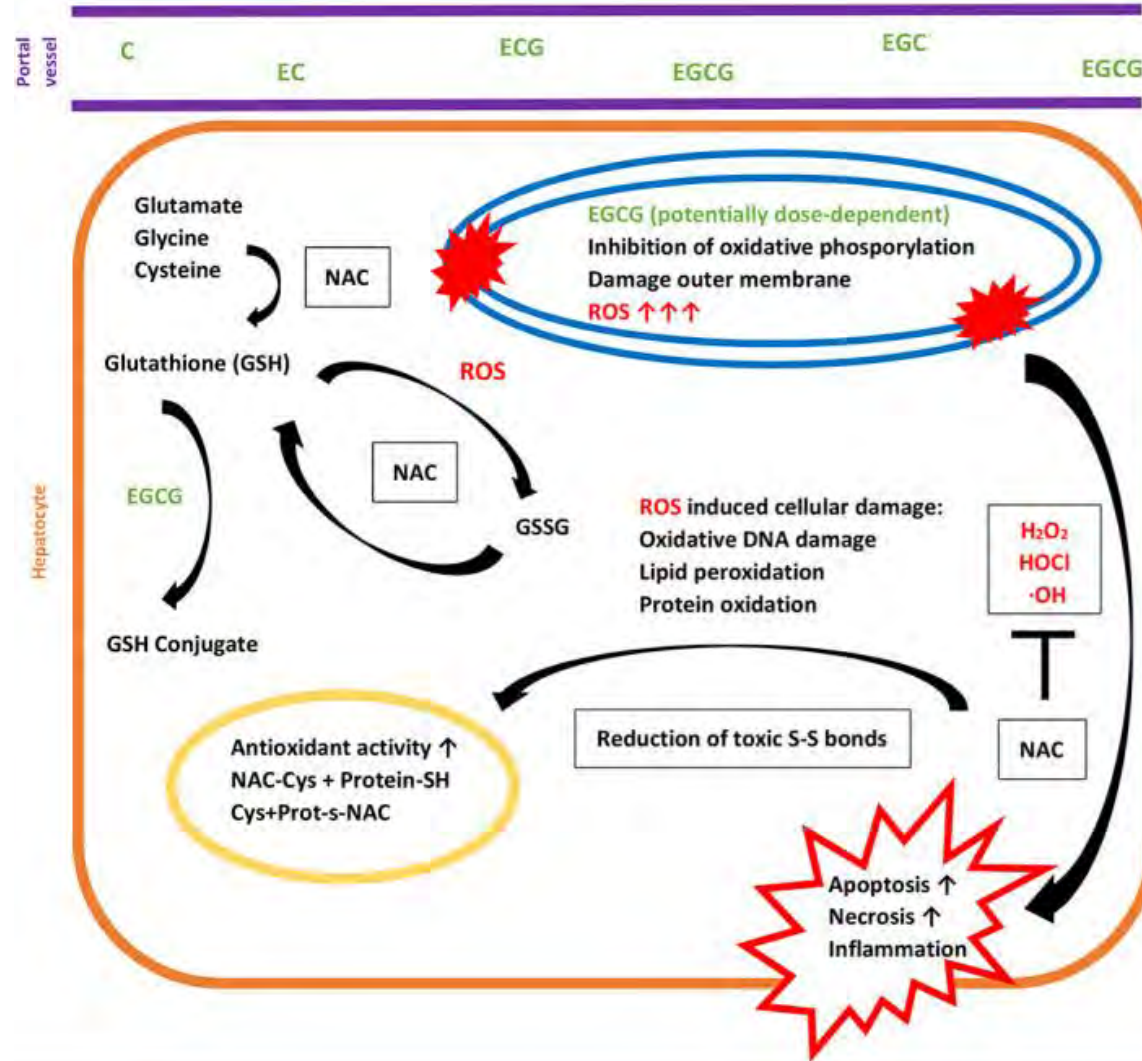 Portal
vessel
C
EC
ECG
EGCG
EGC
EGCG
Hepatocyte
Glutamate
Glycine
Cysteine
NAC
EGCG (potentially dose-dependent)
Inhibition of oxidative phosporylation
Damage outer membrane
ROS ↑↑↑
Glutathione (GSH)
ROS
NAC
EGCG
GSSG
GSH Conjugate
ROS induced cellular damage:
Oxidative DNA damage
Lipid peroxidation
Protein oxidation
H₂O₂
HOCl
·OH
Reduction of toxic S-S bonds
NAC
Antioxidant activity ↑
NAC-Cys + Protein-SH
Cys+Prot-s-NAC
Apoptosis ↑
Necrosis ↑
Inflammation